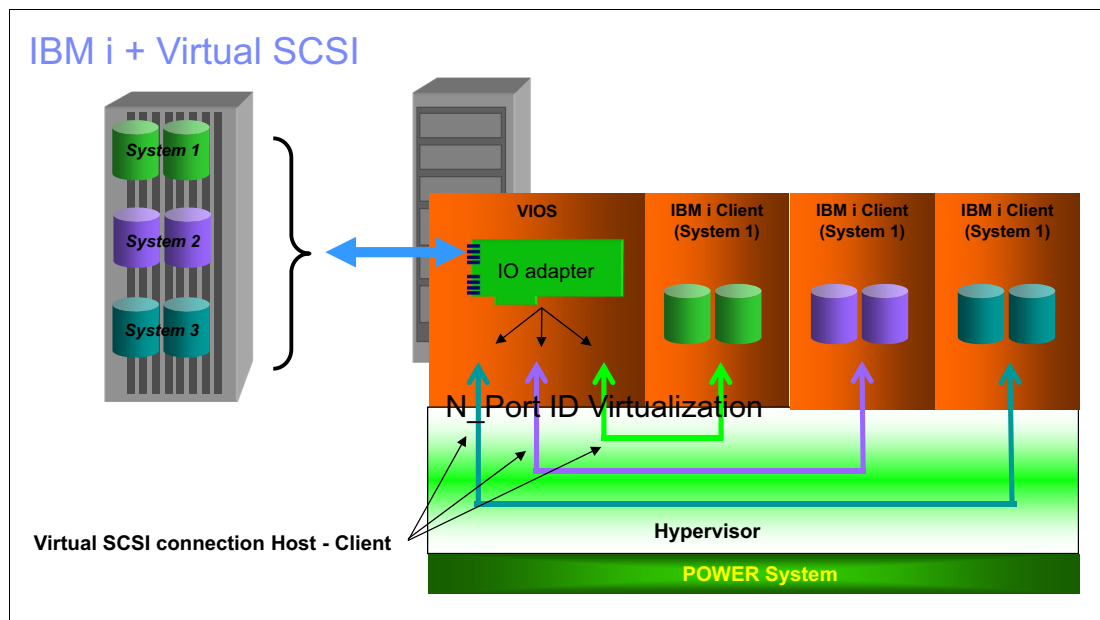 IBM i + Virtual SCSI
System 1
System 2
System 3
VIOS
IO adapter
IBM i Client
(System 1)
IBM i Client
(System 1)
IBM i Client
(System 1)
N_Port ID Virtualization
Virtual SCSI connection Host - Client
Hypervisor
POWER System